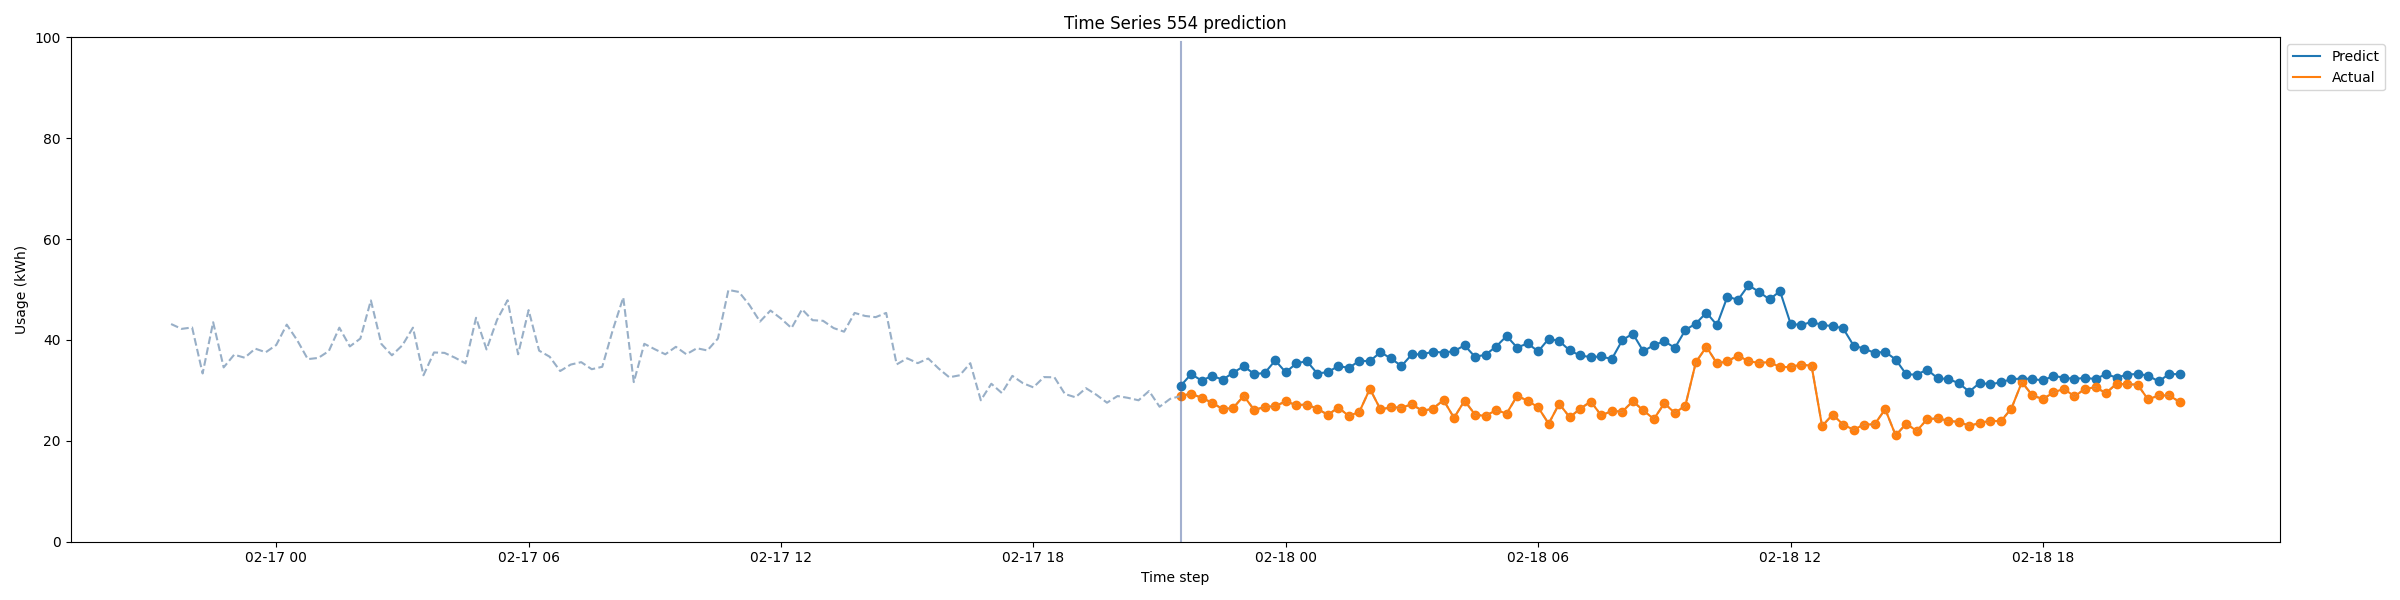 Time Series 554 prediction
Predict
Actual
Usage (kWh)
100
80
60
40
20
0
02-17 00
02-17 06
02-17 12
02-17 18
02-18 00
02-18 06
02-18 12
02-18 18
Time step